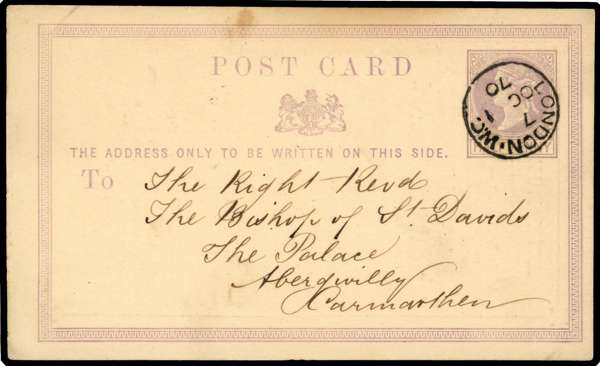 POST CARD
THE ADDRESS ONLY TO BE WRITTEN ON THIS SIDE.
To The Right Revd
The Bishop of St Davids
The Palace
Abergwilly
Carmarthen
LONDON·W.C
1
OC 7
70